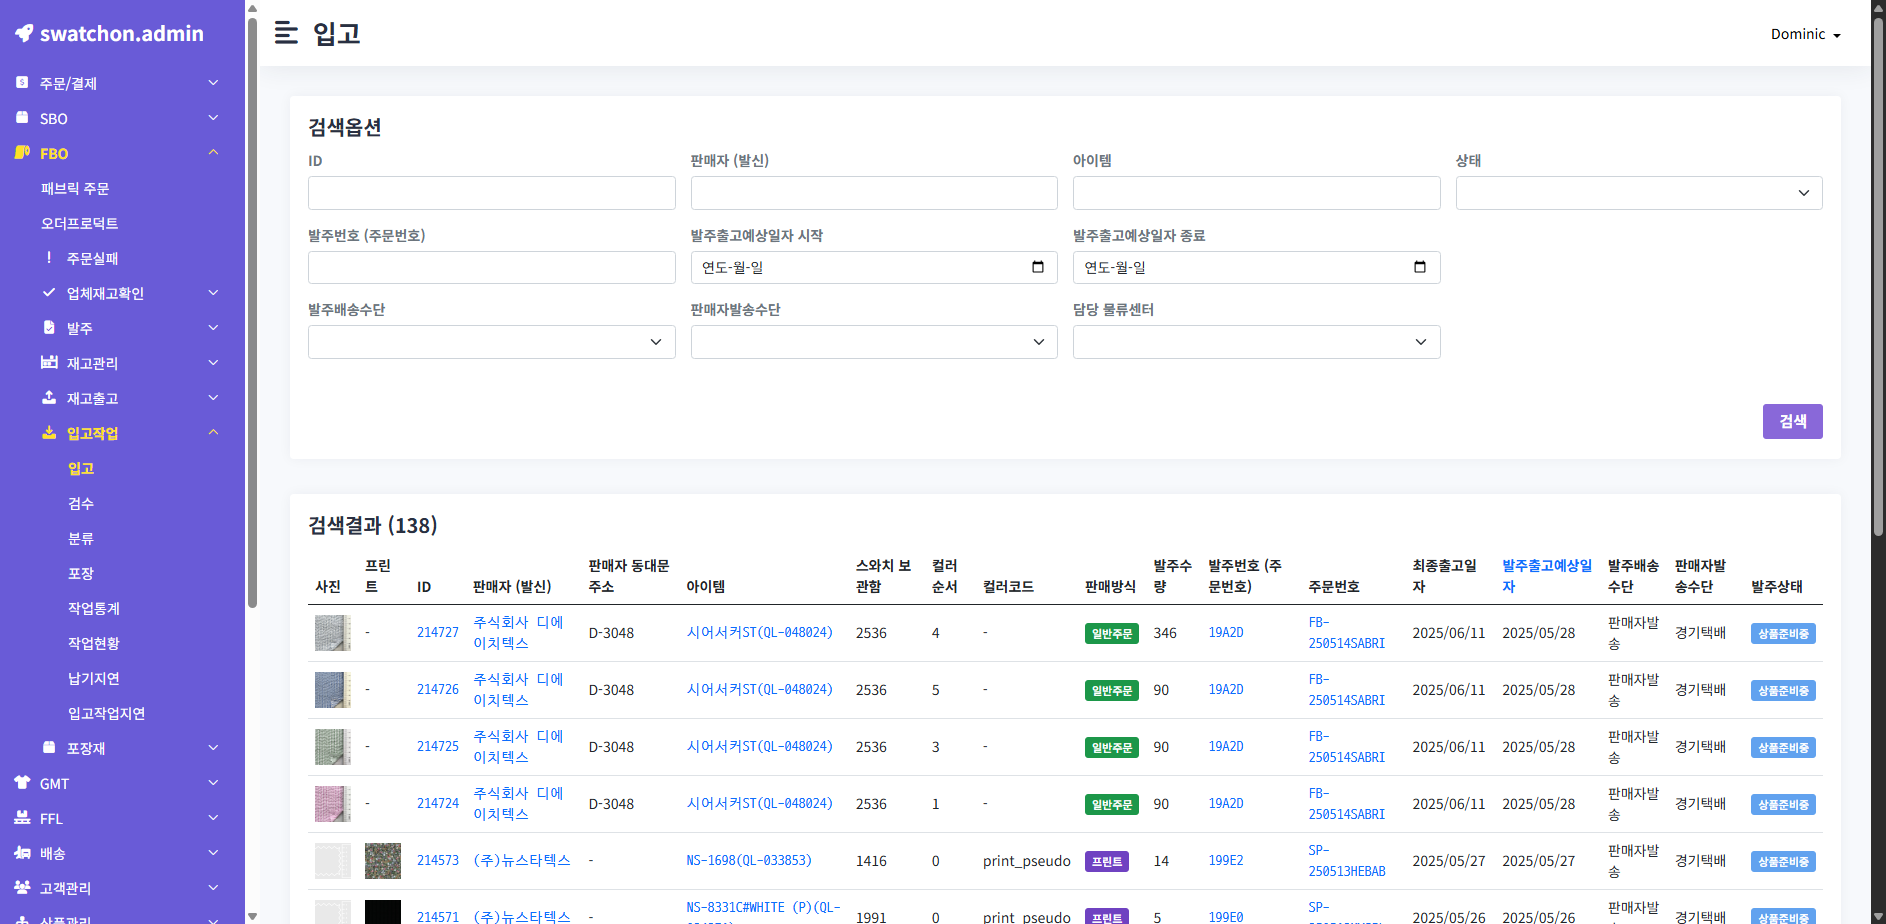 swatchon.admin
주문/결제
SBO
FBO
패브릭 주문
오더프로덕트
주문실패
업체재고확인
발주
재고관리
재고출고
입고작업
입고
검수
분류
포장
작업통계
작업현황
납기지연
입고작업지연
포장재
GMT
FFL
배송
고객관리
상품관리
입고
Dominic
검색옵션
ID
판매자 (발신)
아이템
상태
발주번호 (주문번호)
발주출고예상일자 시작
발주출고예상일자 종료
연도-월-일
연도-월-일
발주배송수단
판매자발송수단
담당 물류센터
검색
검색결과 (138)
사진 프린트 ID 판매자 (발신) 판매자 동대문 주소 아이템 스와치 보관함 컬러 순서 컬러코드 판매방식 발주수량 발주번호 (주문번호) 주문번호 최종출고일자 발주출고예상일자 발주배송수단 판매자발송수단 발주상태
- 214727 주식회사 디에이치텍스 D-3048 시어서커ST(QL-048024) 2536 4 - 일반주문 346 19A2D FB-250514SABRI 2025/06/11 2025/05/28 판매자발송 경기택배 상품준비중
- 214726 주식회사 디에이치텍스 D-3048 시어서커ST(QL-048024) 2536 5 - 일반주문 90 19A2D FB-250514SABRI 2025/06/11 2025/05/28 판매자발송 경기택배 상품준비중
- 214725 주식회사 디에이치텍스 D-3048 시어서커ST(QL-048024) 2536 3 - 일반주문 90 19A2D FB-250514SABRI 2025/06/11 2025/05/28 판매자발송 경기택배 상품준비중
- 214724 주식회사 디에이치텍스 D-3048 시어서커ST(QL-048024) 2536 1 - 일반주문 90 19A2D FB-250514SABRI 2025/06/11 2025/05/28 판매자발송 경기택배 상품준비중
214573 (주)뉴스타텍스 - NS-1698(QL-033853) 1416 0 print_pseudo 프린트 14 199E2 SP-250513HEBAB 2025/05/27 2025/05/27 판매자발송 경기택배 상품준비중
214571 (주)뉴스타텍스 - NS-8331C#WHITE (P)(QL- 1991 0 print_pseudo 프린트 5 199E0 SP- 2025/05/26 2025/05/26 판매자발 경기택배 상품준비중